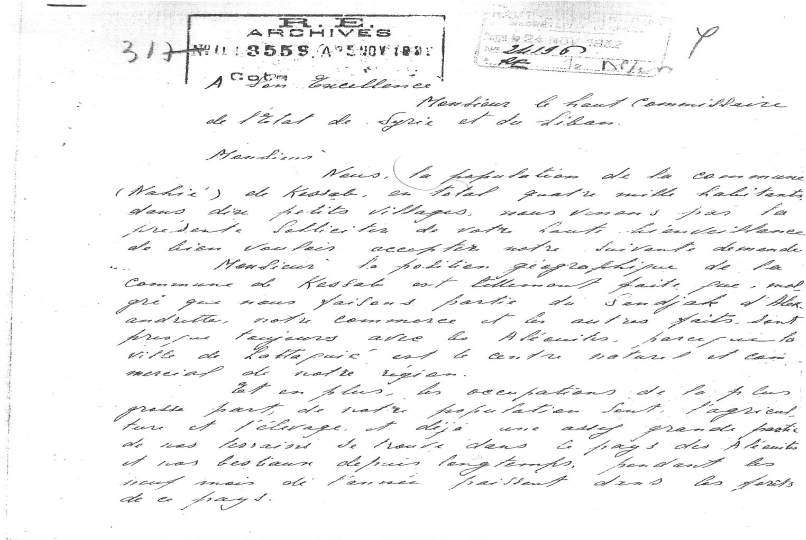 317
R. E.
ARCHIVES
3559
NOV
Cote
24 NOV 1932
A Son Excellence
Monsieur le haut Commissaire
de l'Etat de Syrie et du Liban.
Monsieur
Nous, la population de la commune
(Nahié) de Kessab, en total quatre mille habitants
dans dix petits villages, nous venons par la
présente solliciter de votre haute bienveillance
de bien vouloir accepter notre suivante demande
Monsieur la position géographique de la
Commune de Kessab est tellement faite que, mal
gré que nous faisons partie du Sandjak d'Alex
andrette, notre commerce et les autres faits sont
presque toujours avec les Aléouites, parceque la
ville de Lattaquié est le centre naturel et com
mercial de notre région.
Et en plus, les occupations de la plus
grosse part, de notre population sont, l'agricul
ture et l'élevage, et déjà une assez grande partie
de nos terrains se trouve dans le pays des Aléouites
et nos bestiaux depuis longtemps, pendant les
neuf mois de l'année paissent dans les forêts
de ce pays.